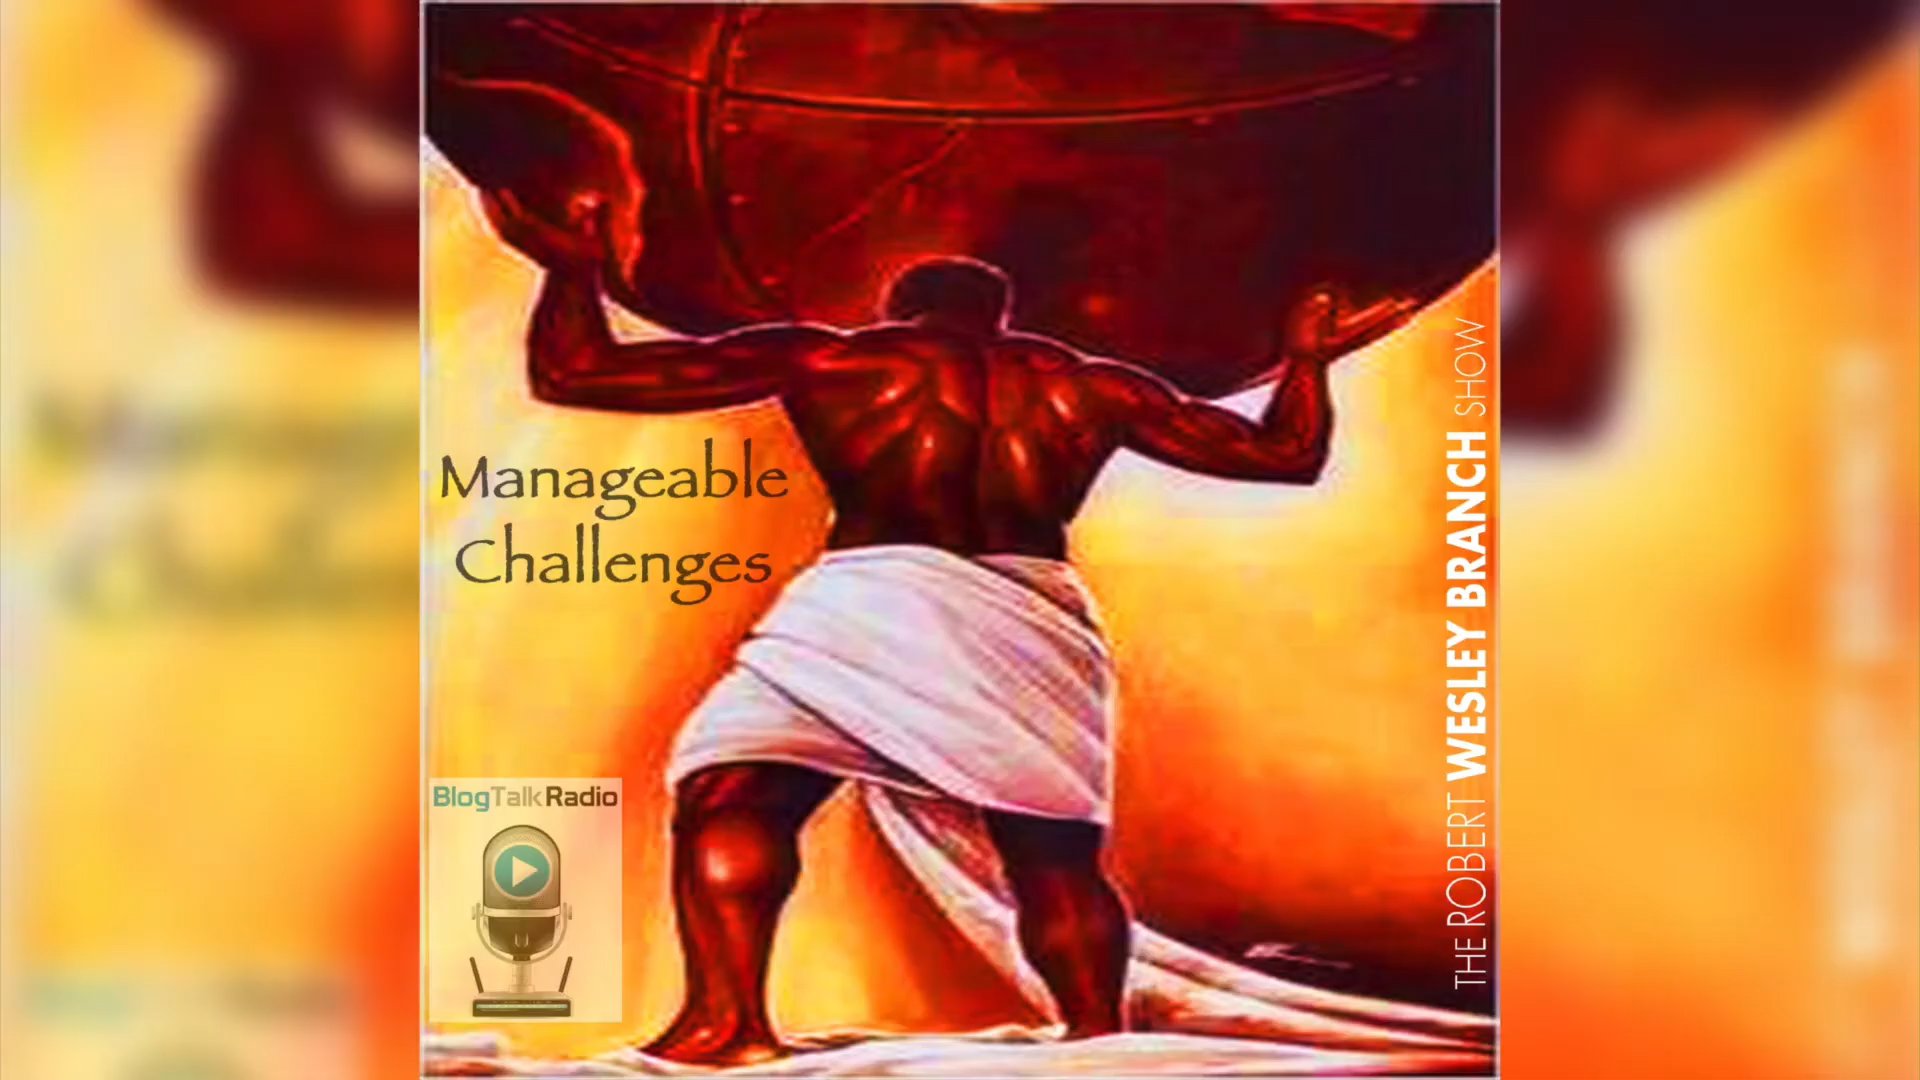 Manageable
Challenges
BlogTalkRadio
THE ROBERT WESLEY BRANCH SHOW